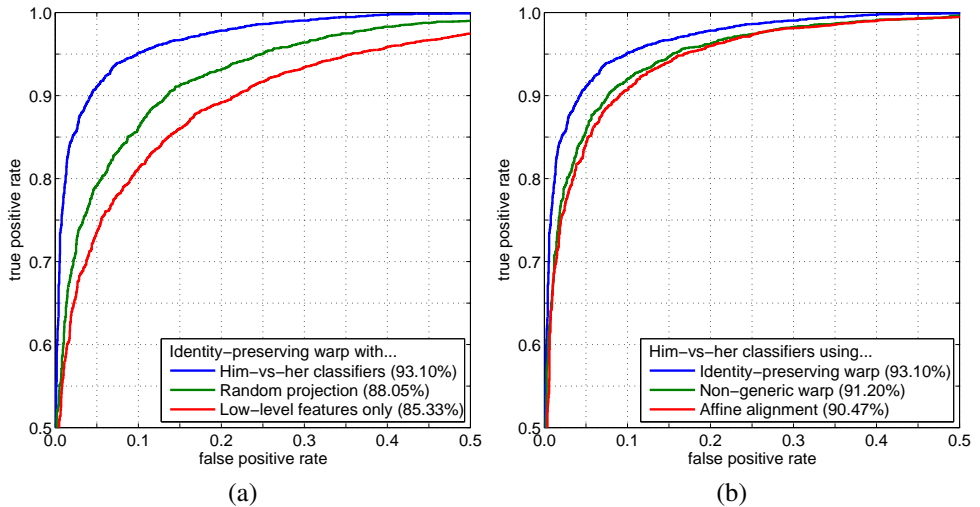 1.0
0.9
0.8
0.7
0.6
0.5
true positive rate
Identity-preserving warp with...
Him-vs-her classifiers (93.10%)
Random projection (88.05%)
Low-level features only (85.33%)
0.0 0.1 0.2 0.3 0.4 0.5
false positive rate
(a)
1.0
0.9
0.8
0.7
0.6
0.5
true positive rate
Him-vs-her classifiers using...
Identity-preserving warp (93.10%)
Non-generic warp (91.20%)
Affine alignment (90.47%)
0.0 0.1 0.2 0.3 0.4 0.5
false positive rate
(b)